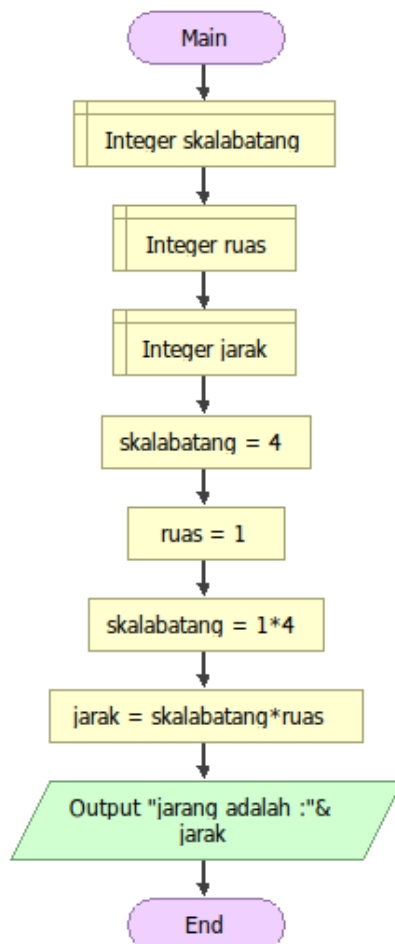 Main
Integer skalabatang
Integer ruas
Integer jarak
skalabatang = 4
ruas = 1
skalabatang = 1*4
jarak = skalabatang*ruas
Output "jarang adalah :"&
jarak
End